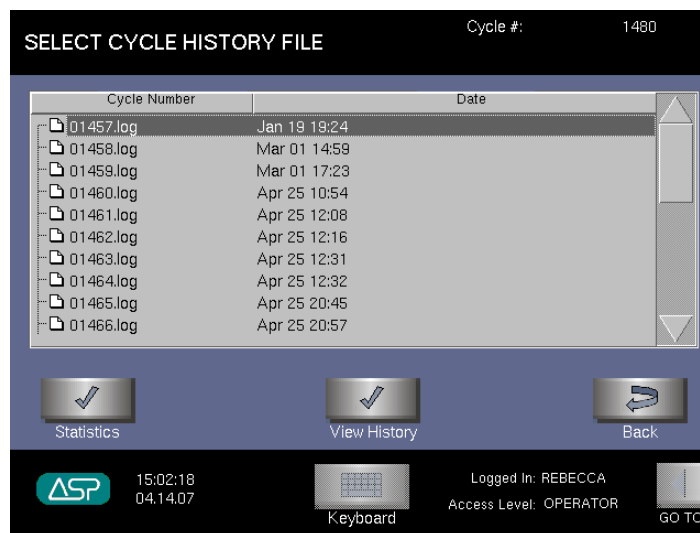 SELECT CYCLE HISTORY FILE
Cycle #: 1480
Cycle Number Date
01457.log Jan 19 19:24
01458.log Mar 01 14:59
01459.log Mar 01 17:23
01460.log Apr 25 10:54
01461.log Apr 25 12:08
01462.log Apr 25 12:16
01463.log Apr 25 12:31
01464.log Apr 25 12:32
01465.log Apr 25 20:45
01466.log Apr 25 20:57
Statistics View History Back
ASP
15:02:18
04.14.07
Keyboard
Logged In: REBECCA
Access Level: OPERATOR
GO TO